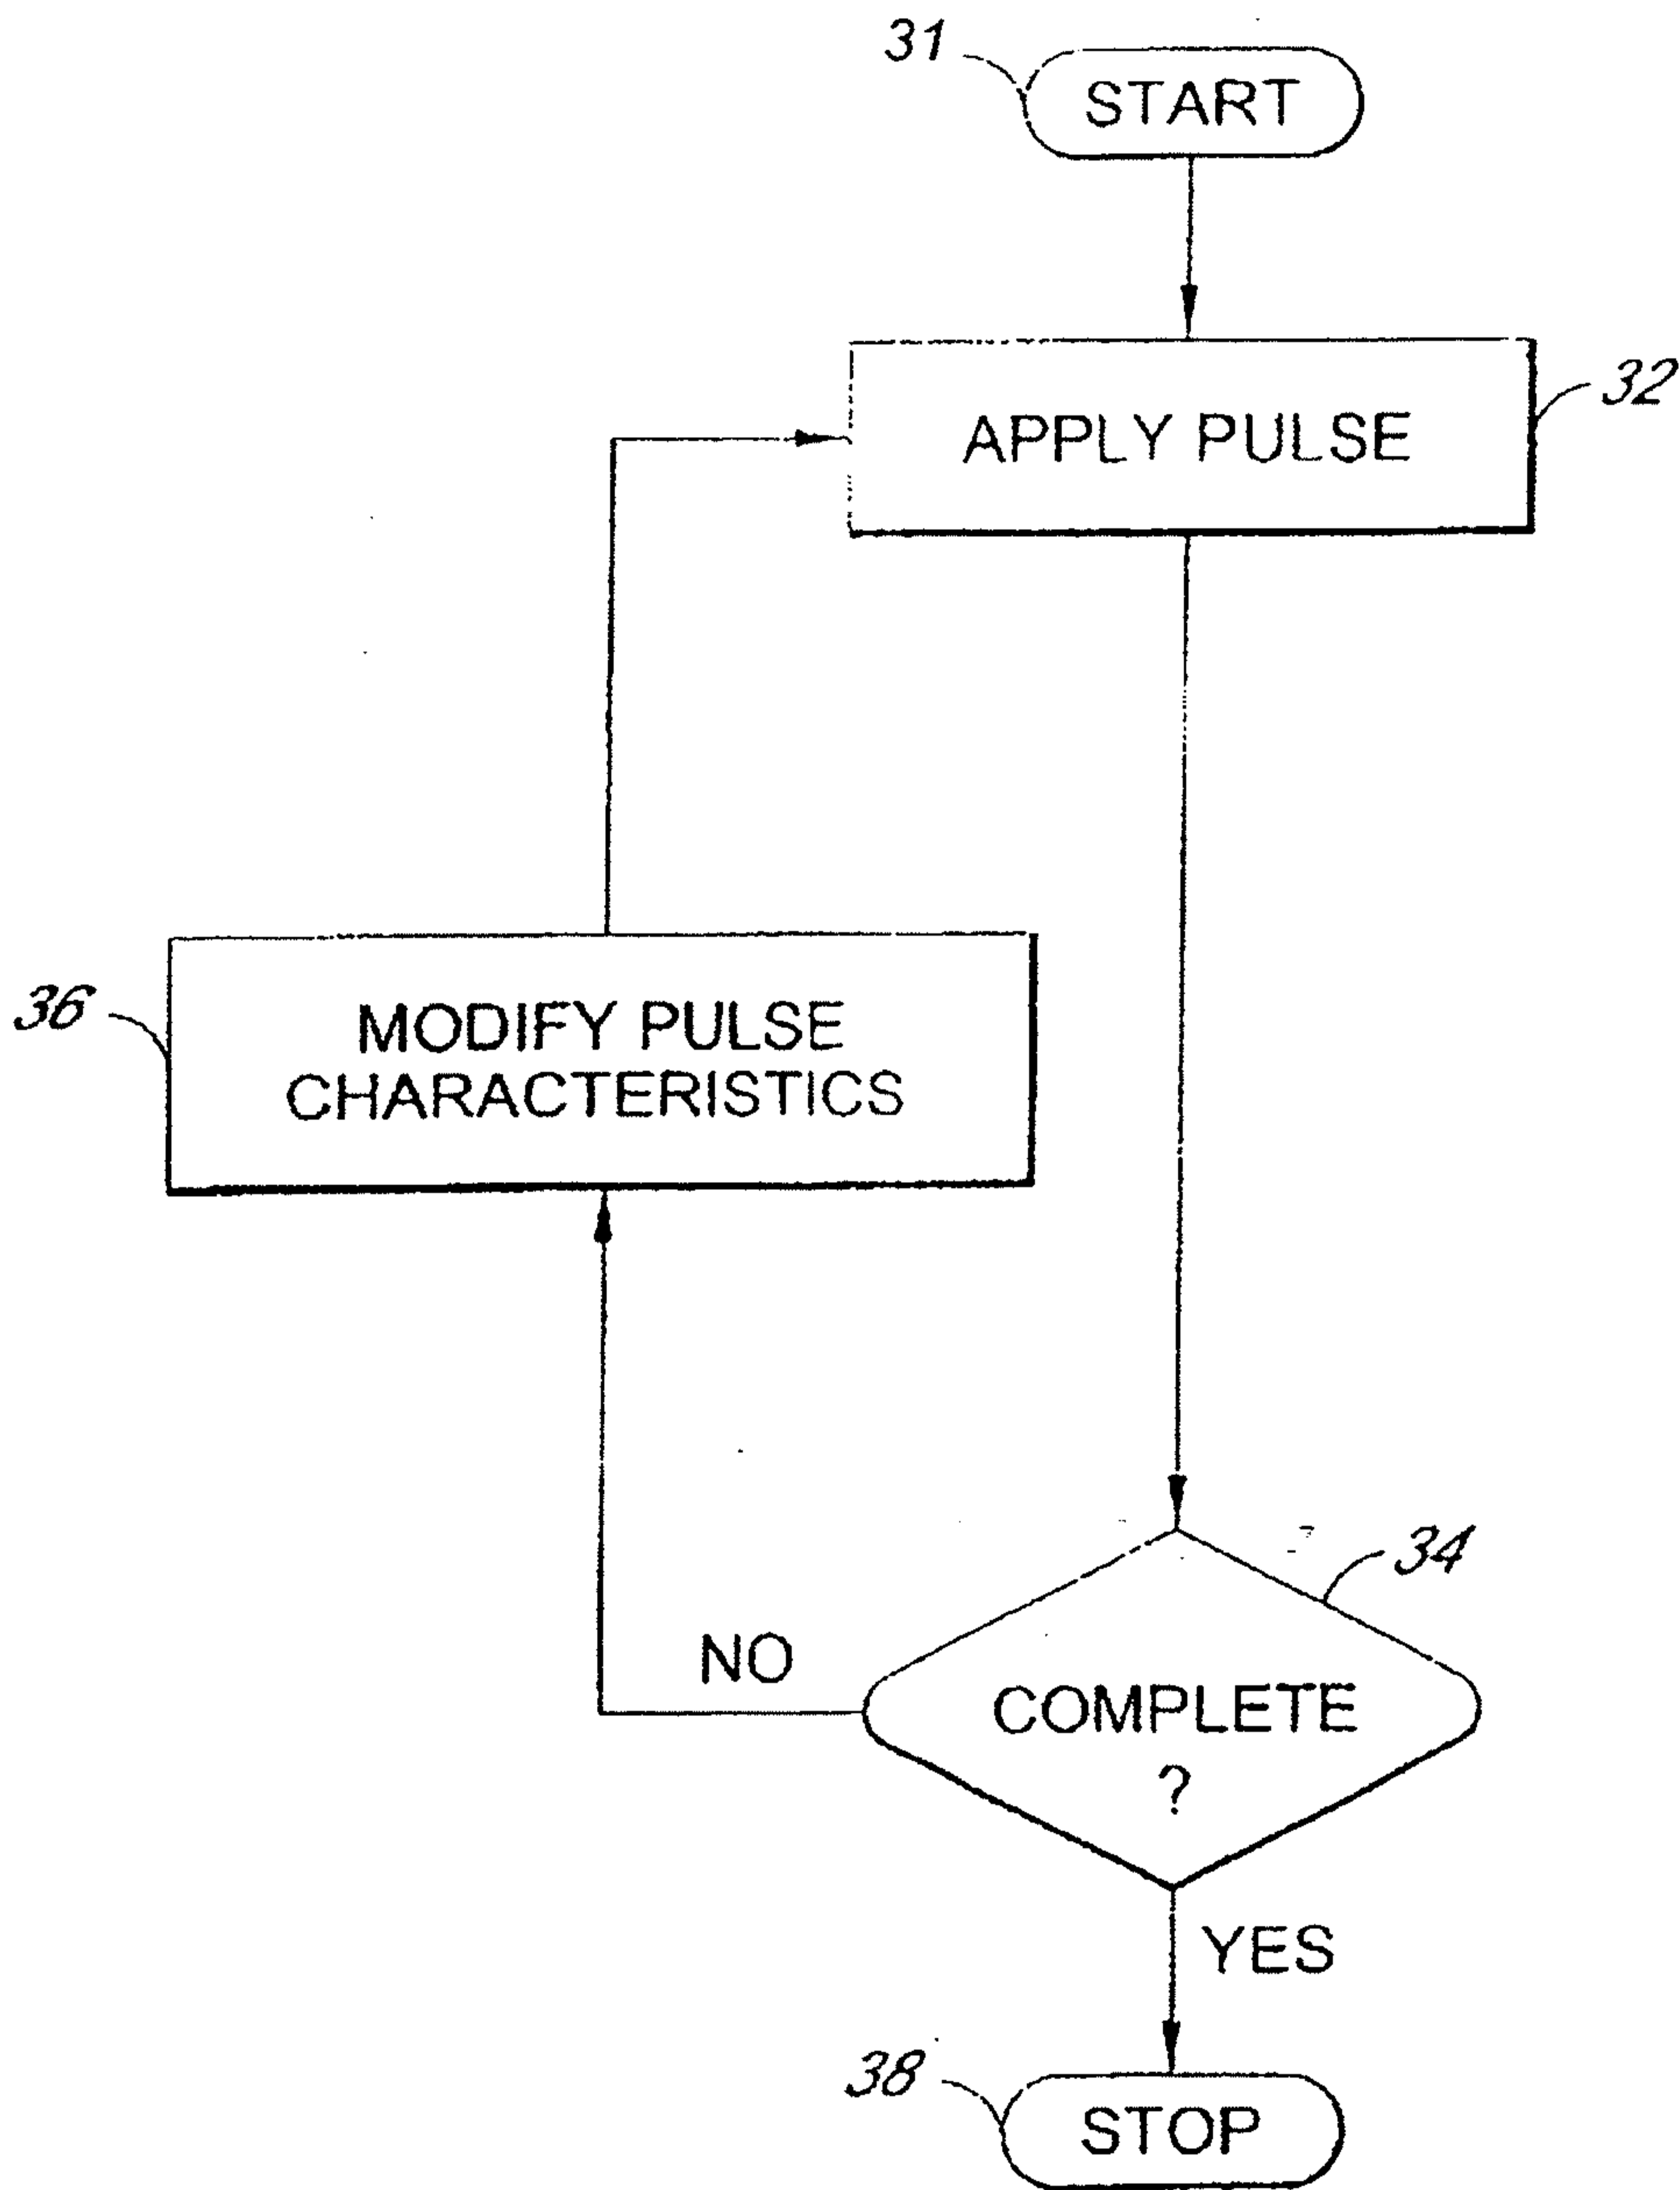 31
START
APPLY PULSE
32
36
MODIFY PULSE
CHARACTERISTICS
34
NO
COMPLETE
?
YES
38
STOP